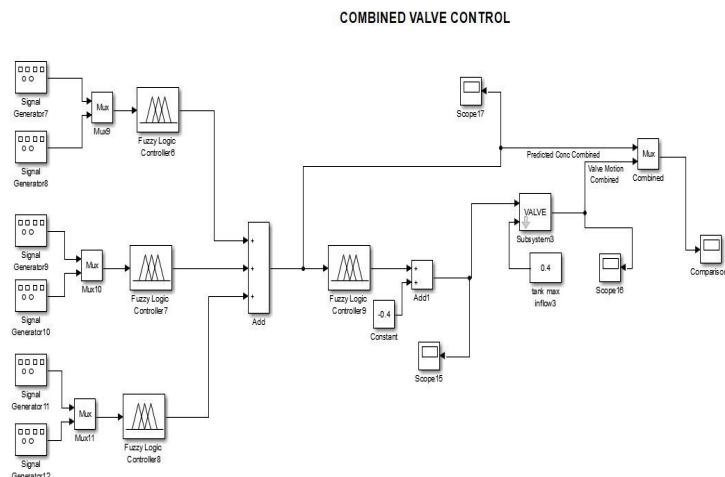 COMBINED VALVE CONTROL
Signal
Generator7
Signal
Generator8
Mux
Mux9
Fuzzy Logic
Controller6
Scope17
Predicted Conc Combined
Valve Motion
Combined
Mux
Combined
Comparison
Signal
Generator9
Signal
Generator10
Mux
Mux10
Fuzzy Logic
Controller7
+
+
+
Add
Fuzzy Logic
Controller9
-0.4
Constant
+
+
Add1
Scope15
VALVE
Subsystem3
0.4
tank max
inflow3
Scope16
Signal
Generator11
Signal
Generator12
Mux
Mux11
Fuzzy Logic
Controller8